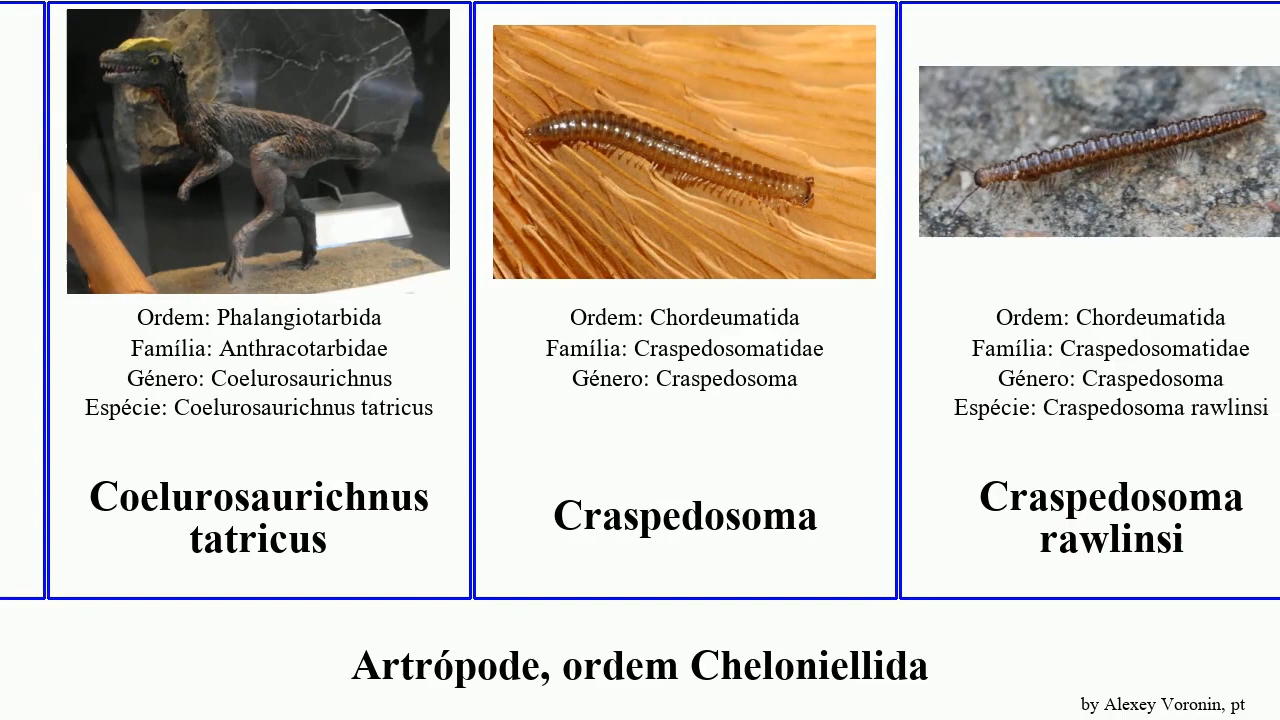 Ordem: Phalangiotarbida
Família: Anthracotarbidae
Género: Coelurosaurichnus
Espécie: Coelurosaurichnus tatricus
Coelurosaurichnus
tatricus
Ordem: Chordeumatida
Família: Craspedosomatidae
Género: Craspedosoma
Craspedosoma
Ordem: Chordeumatida
Família: Craspedosomatidae
Género: Craspedosoma
Espécie: Craspedosoma rawlinsi
Craspedosoma
rawlinsi
Artrópode, ordem Cheloniellida
by Alexey Voronin, pt